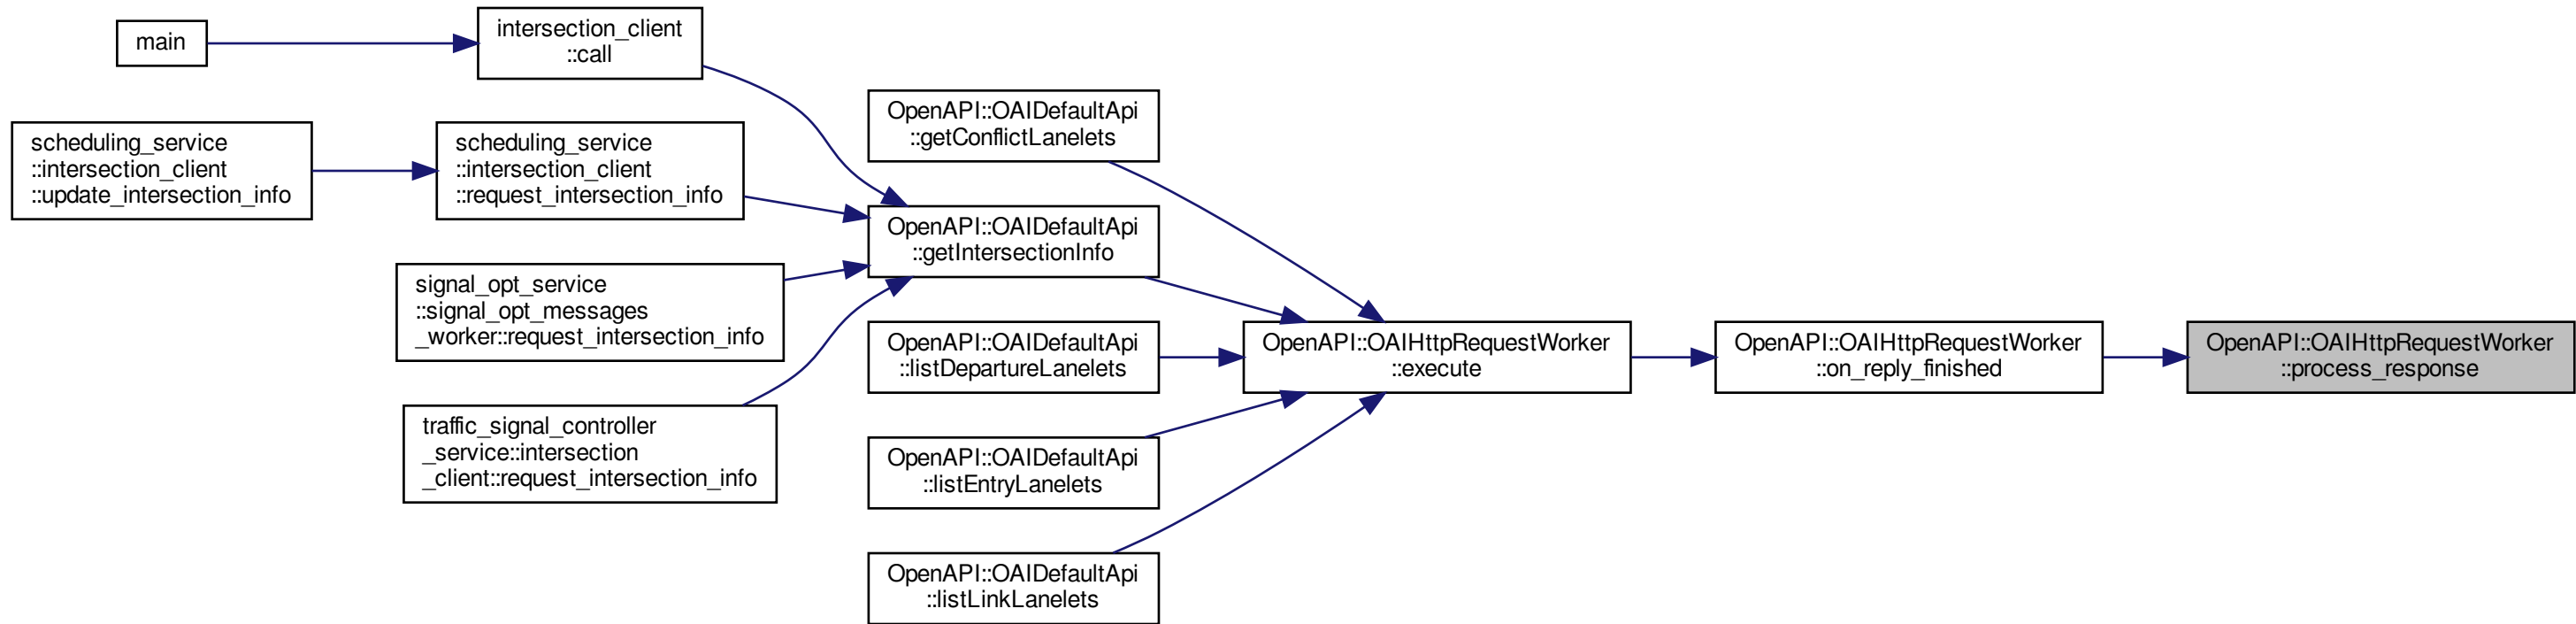 main
intersection_client
::call
scheduling_service
::intersection_client
::update_intersection_info
scheduling_service
::intersection_client
::request_intersection_info
signal_opt_service
::signal_opt_messages
_worker::request_intersection_info
traffic_signal_controller
_service::intersection
_client::request_intersection_info
OpenAPI::OAIDefaultApi
::getConflictLanelets
OpenAPI::OAIDefaultApi
::getIntersectionInfo
OpenAPI::OAIDefaultApi
::listDepartureLanelets
OpenAPI::OAIDefaultApi
::listEntryLanelets
OpenAPI::OAIDefaultApi
::listLinkLanelets
OpenAPI::OAIHttpRequestWorker
::execute
OpenAPI::OAIHttpRequestWorker
::on_reply_finished
OpenAPI::OAIHttpRequestWorker
::process_response